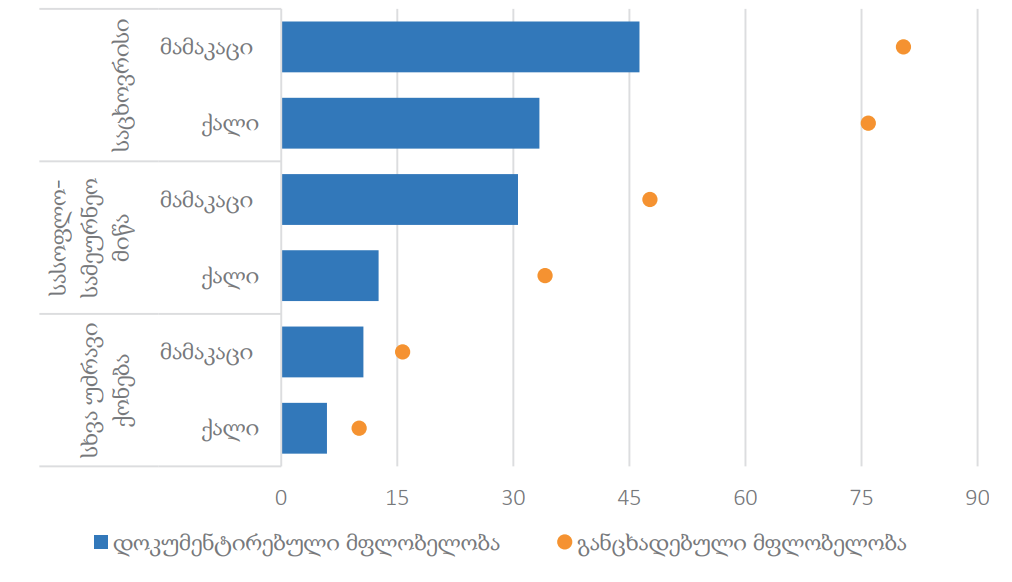 საცხოვრისი
მამაკაცი
ქალი
სასოფლო-
სამეურნეო
მიწა
მამაკაცი
ქალი
სხვა უძრავი
ქონება
მამაკაცი
ქალი
0 15 30 45 60 75 90
დოკუმენტირებული მფლობელობა განცხადებული მფლობელობა